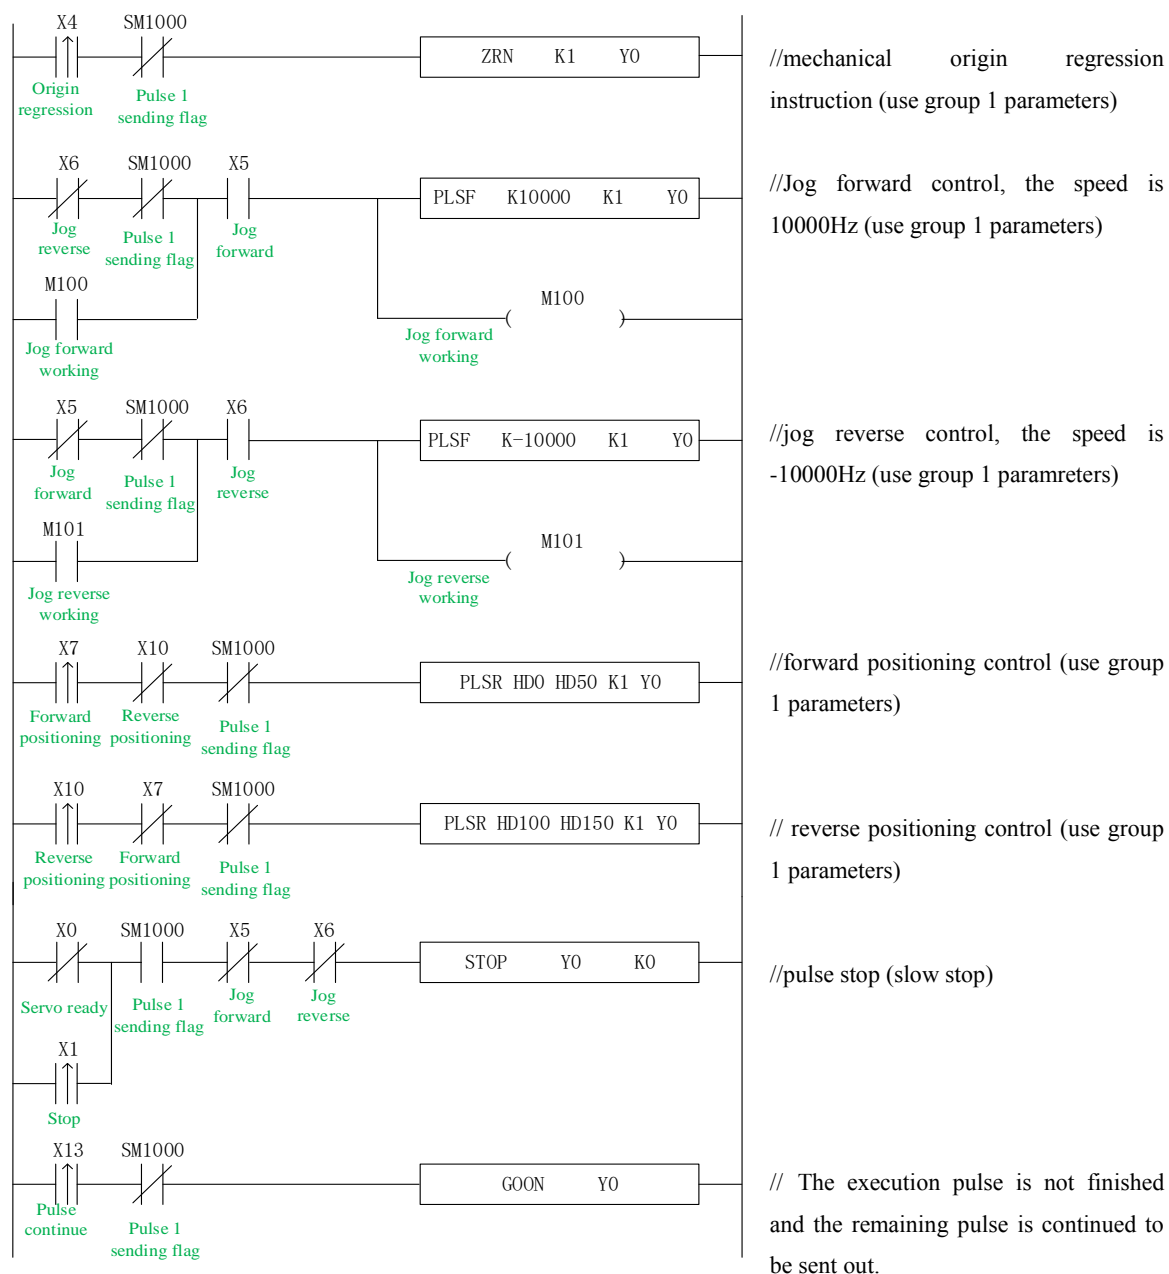 X4 SM1000
ZRN K1 Y0
Origin regression
Pulse 1 sending flag
//mechanical origin regression
instruction (use group 1 parameters)
X6 SM1000 X5
PLSF K10000 K1 Y0
Jog reverse
Pulse 1 sending flag
Jog forward
//Jog forward control, the speed is
10000Hz (use group 1 parameters)
M100
M100
( )
Jog forward working
Jog forward working
X5 SM1000 X6
PLSF K-10000 K1 Y0
Jog forward
Pulse 1 sending flag
Jog reverse
//jog reverse control, the speed is
-10000Hz (use group 1 paramreters)
M101
M101
( )
Jog reverse working
Jog reverse working
X7 X10 SM1000
PLSR HD0 HD50 K1 Y0
Forward positioning
Reverse positioning
Pulse 1 sending flag
//forward positioning control (use group
1 parameters)
X10 X7 SM1000
PLSR HD100 HD150 K1 Y0
Reverse positioning
Forward positioning
Pulse 1 sending flag
// reverse positioning control (use group
1 parameters)
X0 SM1000 X5 X6
STOP Y0 K0
Servo ready
Pulse 1 sending flag
Jog forward
Jog reverse
//pulse stop (slow stop)
X1
Stop
X13 SM1000
GOON Y0
Pulse continue
Pulse 1 sending flag
// The execution pulse is not finished
and the remaining pulse is continued to
be sent out.